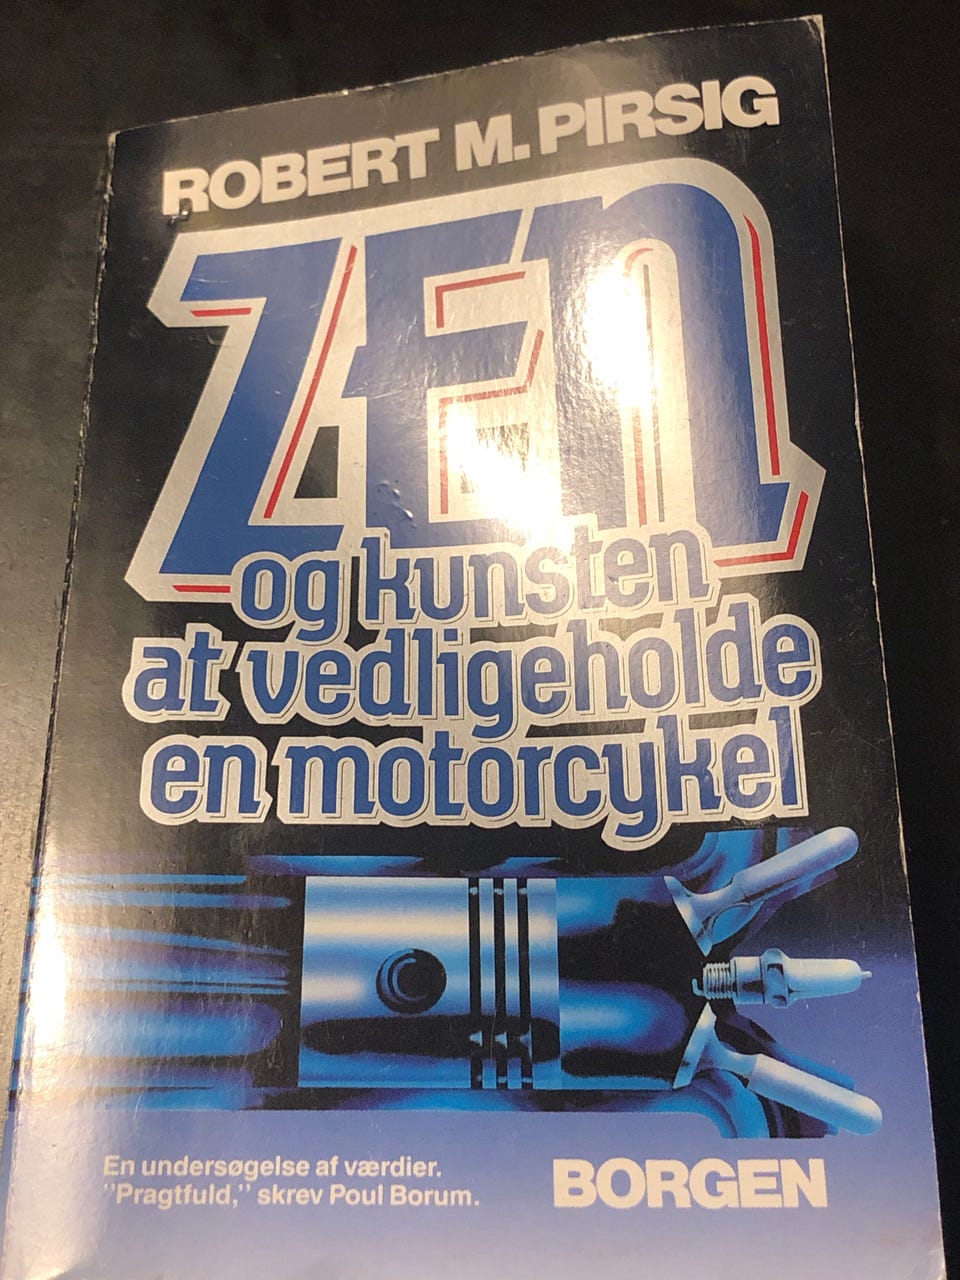 ROBERT M. PIRSIG
ZEN
og kunsten
at vedligeholde
en motorcykel
En undersøgelse af værdier.
"Pragtfuld," skrev Poul Borum.
BORGEN